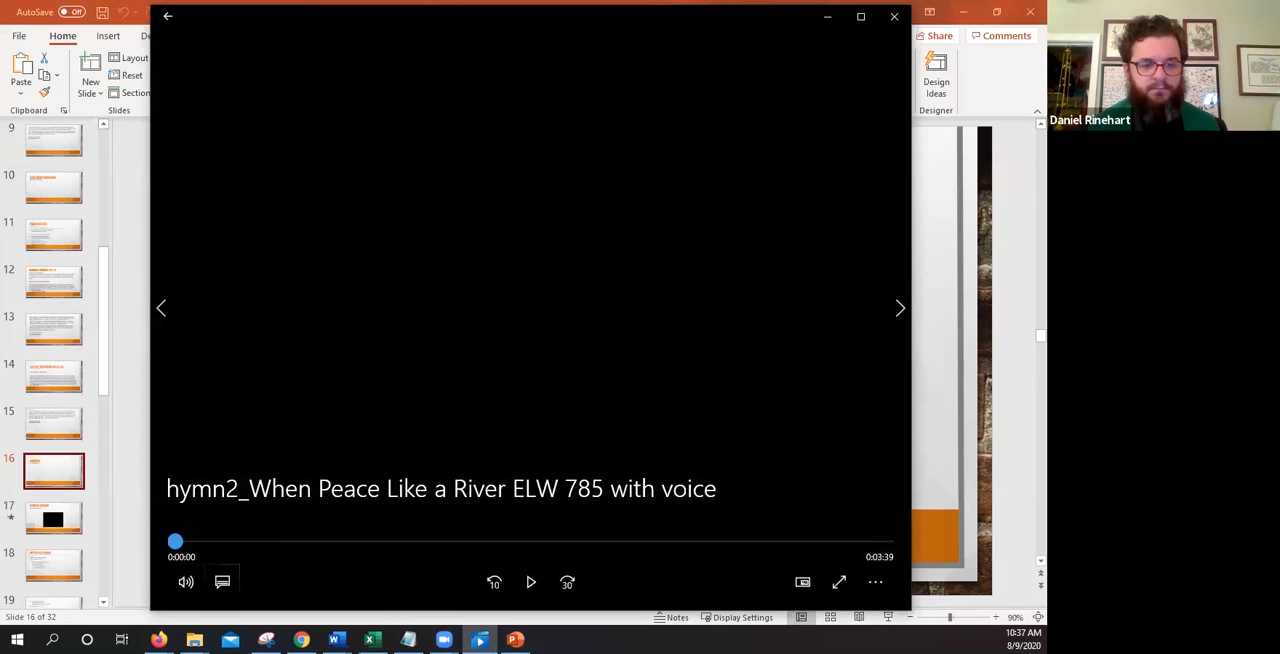 AutoSave Off
File Home Insert
Share Comments
Paste
New
Slide
Layout
Reset
Section
Clipboard
Slides
Design
Ideas
Designer
Daniel Rinehart
9
10
11
12
13
14
15
16
17
18
19
hymn2_When Peace Like a River ELW 785 with voice
0:00:00
0:03:39
10
30
Slide 16 of 32
Notes Display Settings
90%
10:37 AM
8/9/2020